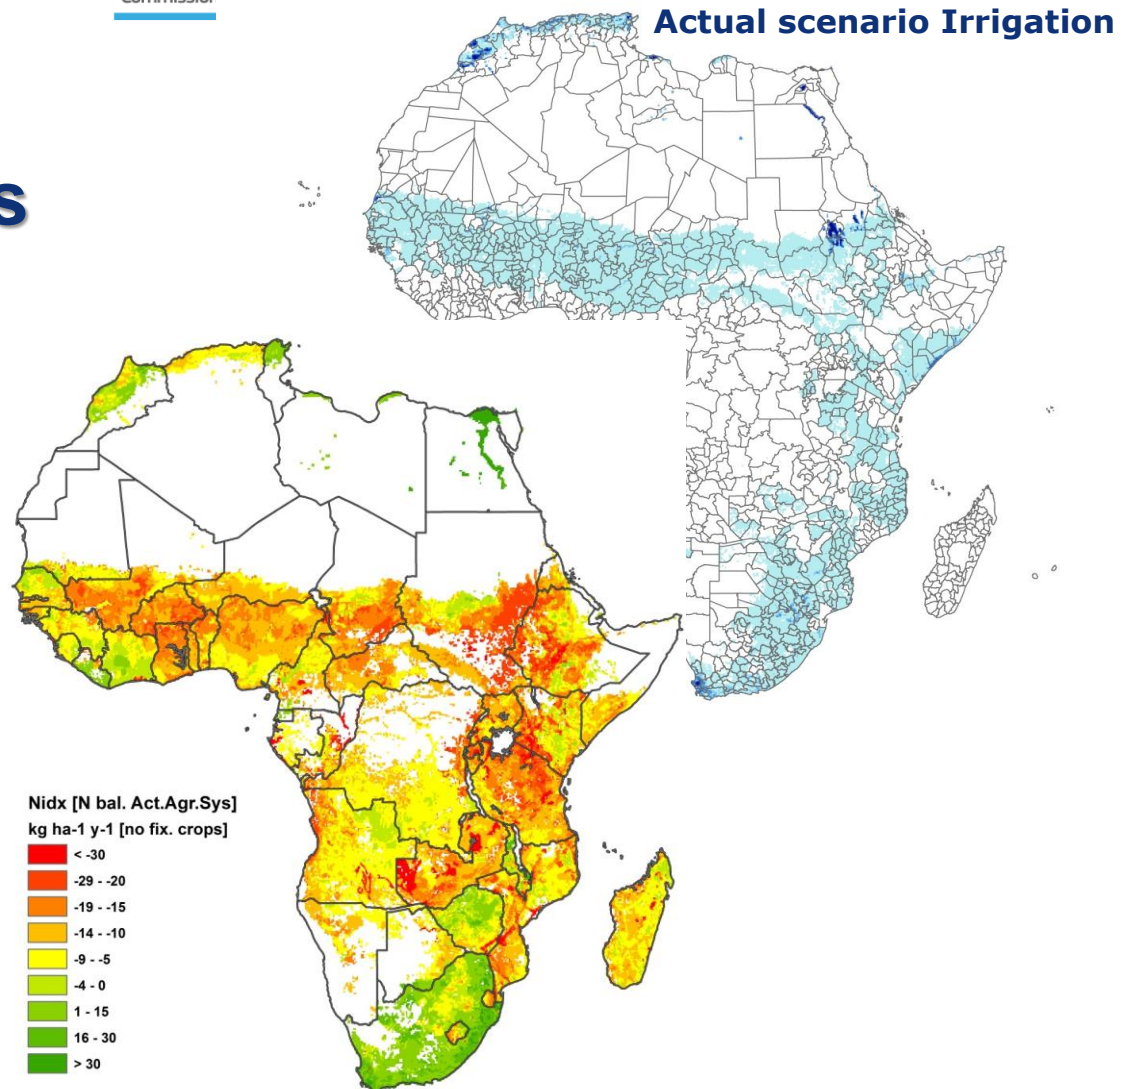 Commission
Actual scenario Irrigation
s
Nidx [N bal. Act.Agr.Sys]
kg ha-1 y-1 [no fix. crops]
< -30
-29 - -20
-19 - -15
-14 - -10
-9 - -5
-4 - 0
1 - 15
16 - 30
> 30